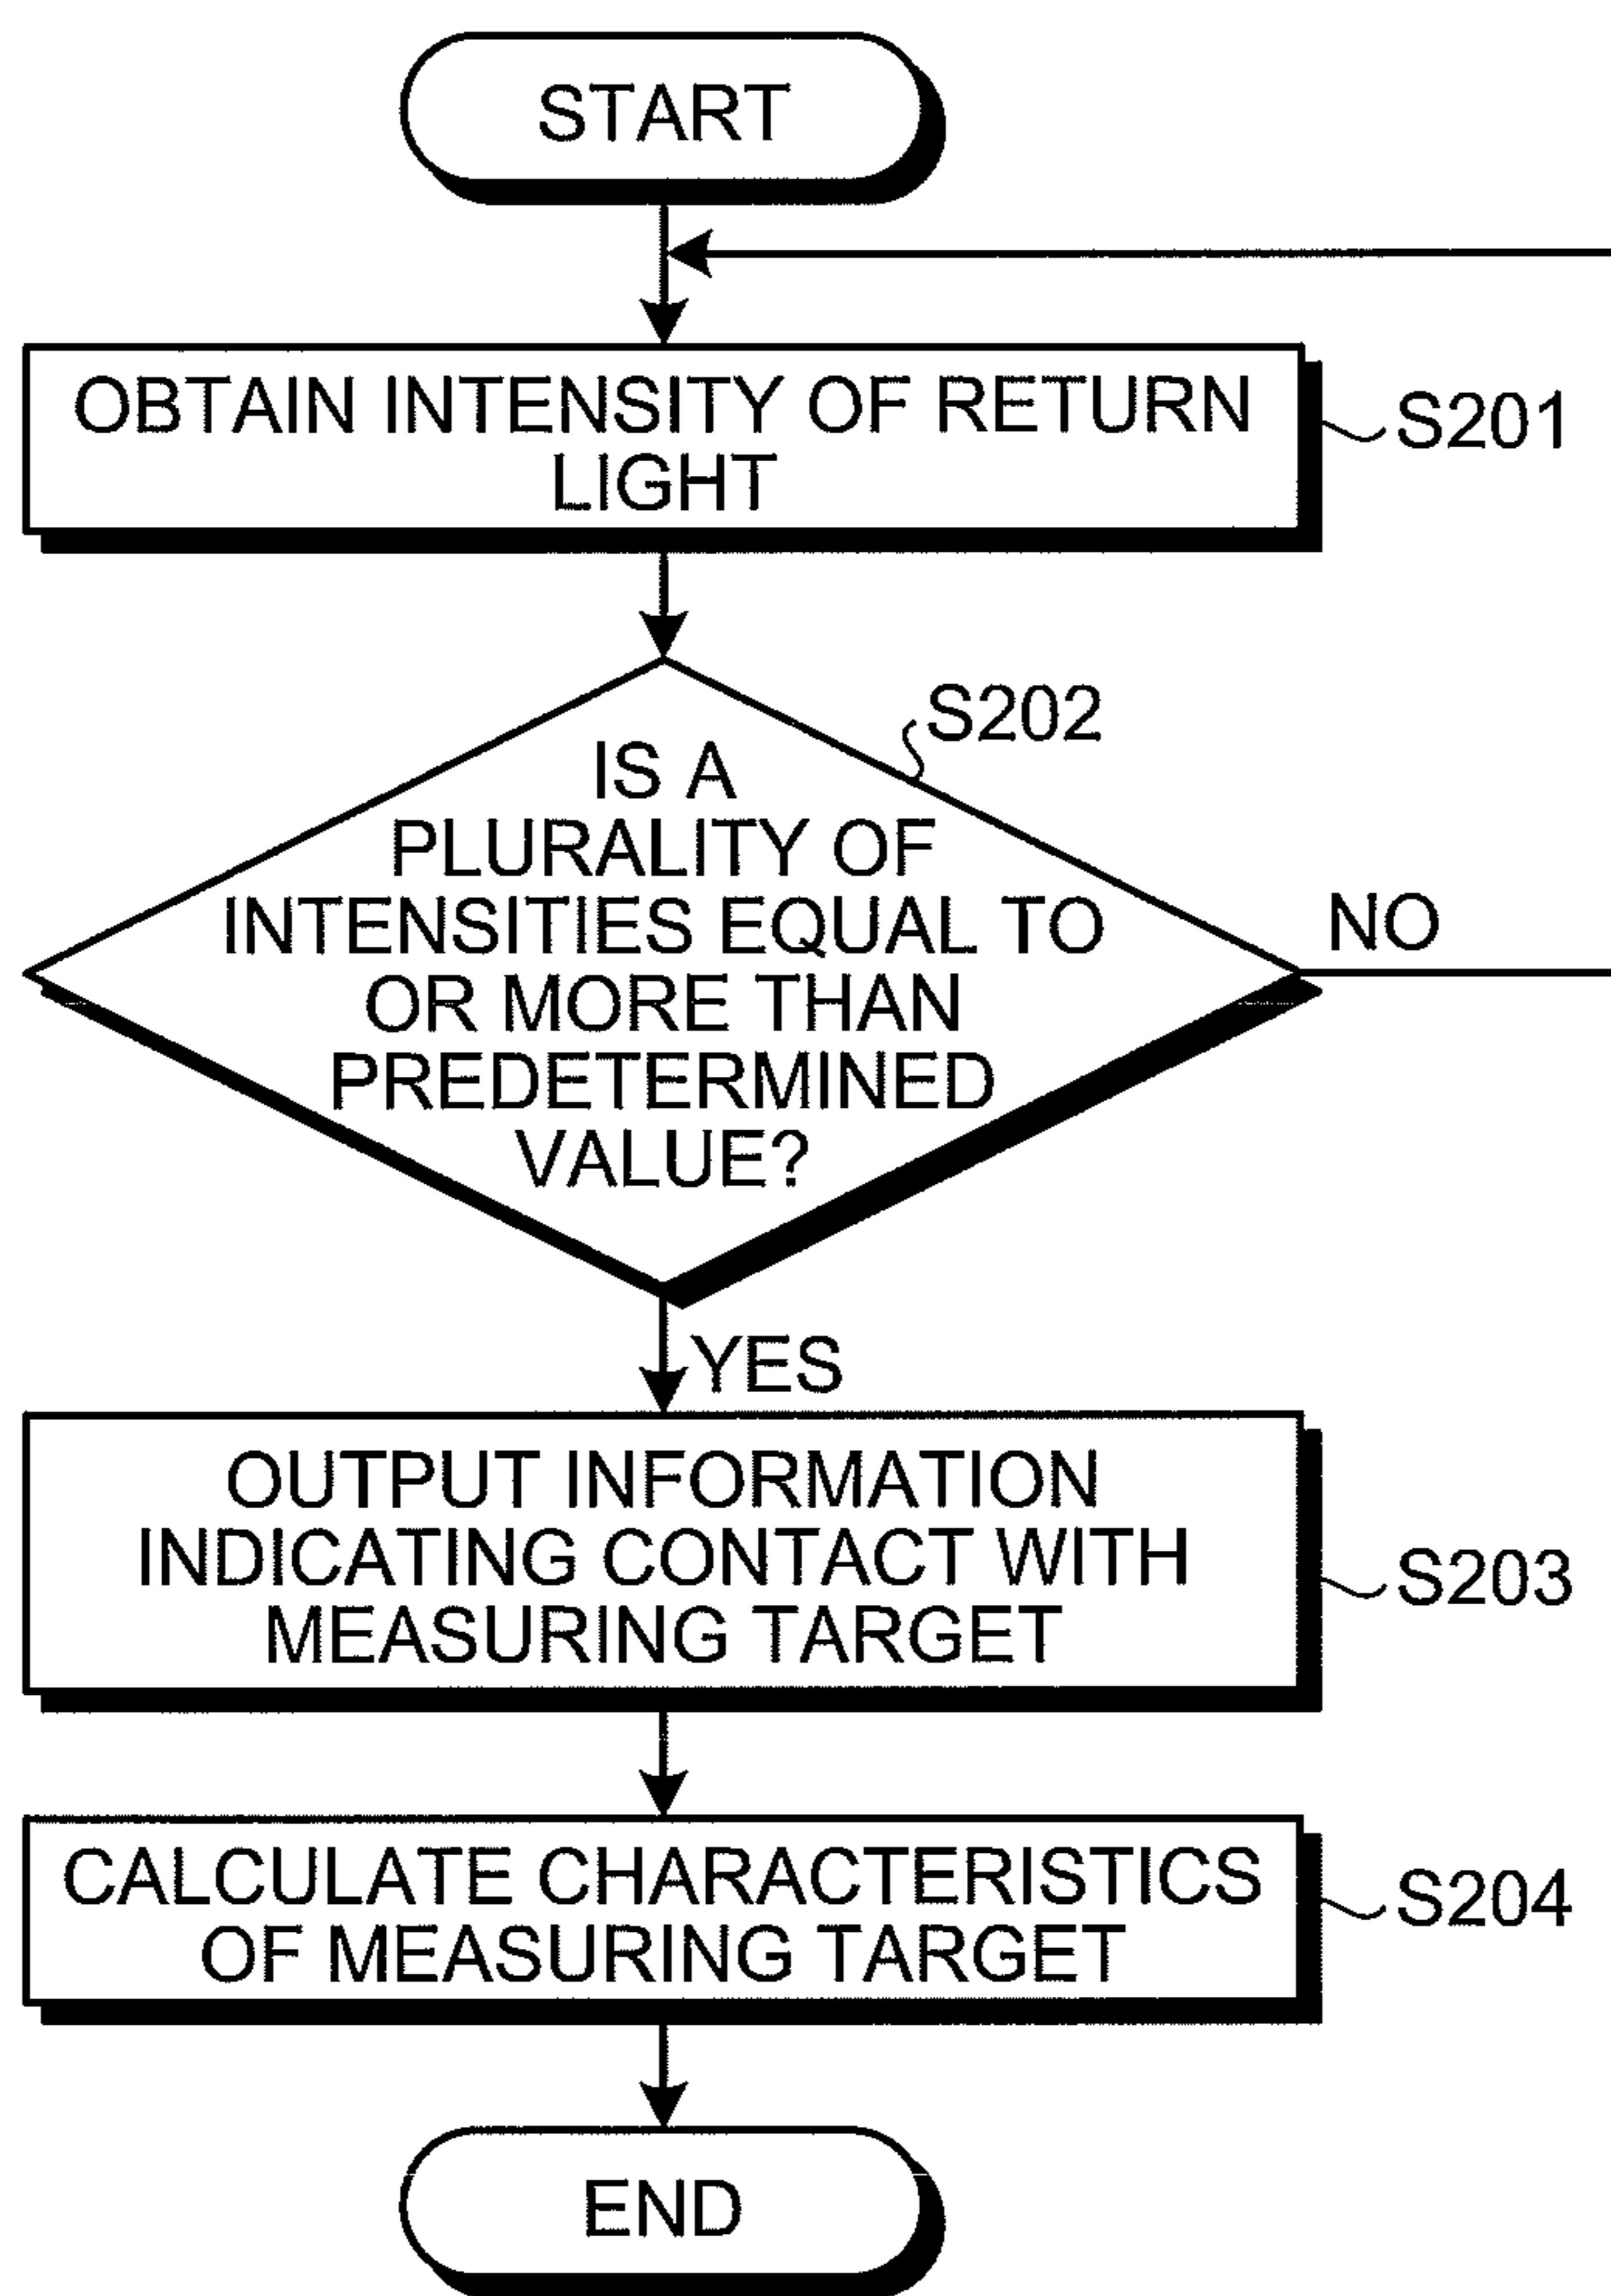 START
OBTAIN INTENSITY OF RETURN
LIGHT
S201
S202
IS A
PLURALITY OF
INTENSITIES EQUAL TO
OR MORE THAN
PREDETERMINED
VALUE?
NO
YES
OUTPUT INFORMATION
INDICATING CONTACT WITH
MEASURING TARGET
S203
CALCULATE CHARACTERISTICS
OF MEASURING TARGET
S204
END